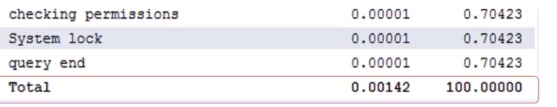 checking permissions 0.00001 0.70423
System lock 0.00001 0.70423
query end 0.00001 0.70423
Total 0.00142 100.00000